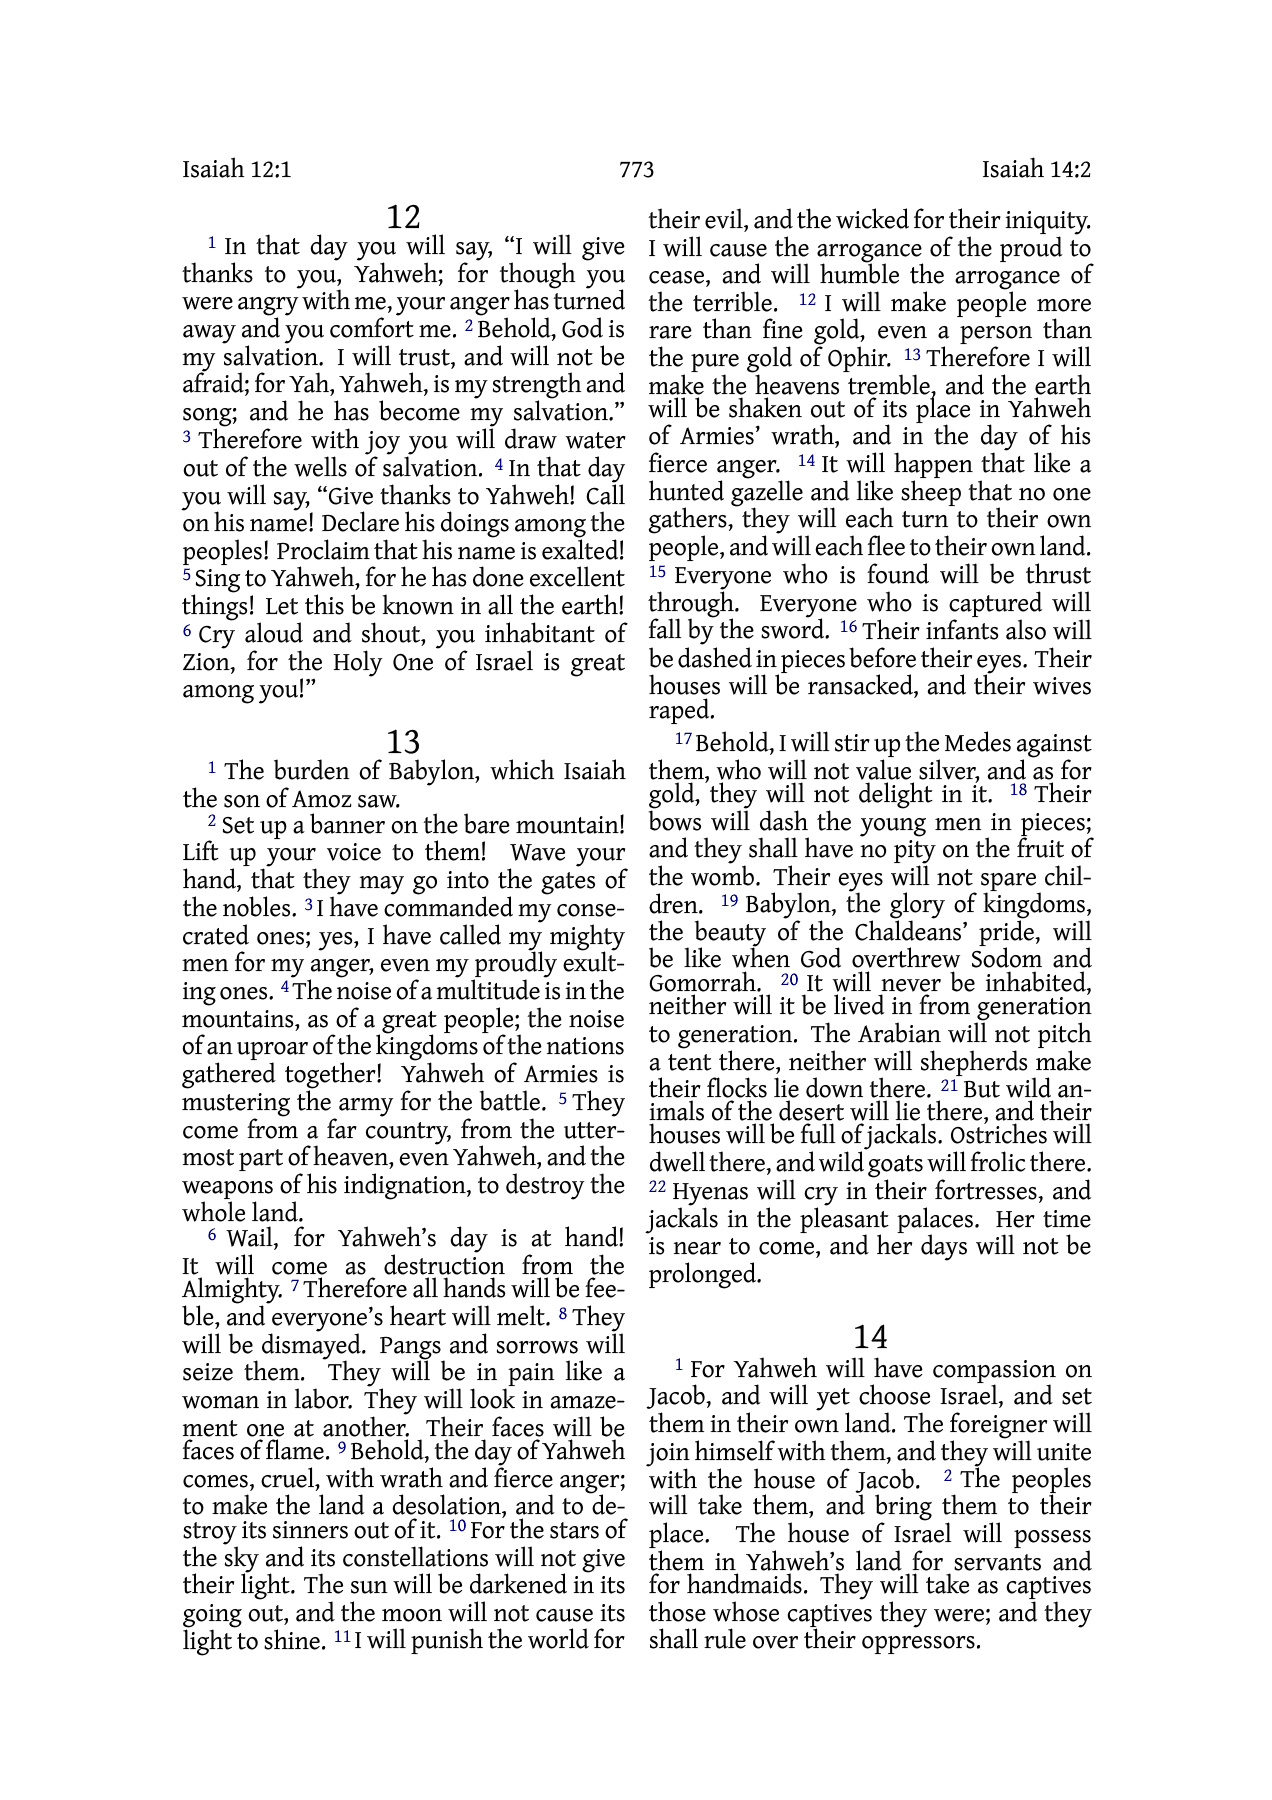 Isaiah 12:1 773 Isaiah 14:2
12
1 In that day you will say, “I will give
thanks to you, Yahweh; for though you
were angry with me, your anger has turned
away and you comfort me. 2 Behold, God is
my salvation. I will trust, and will not be
afraid; for Yah, Yahweh, is my strength and
song; and he has become my salvation.”
3 Therefore with joy you will draw water
out of the wells of salvation. 4 In that day
you will say, “Give thanks to Yahweh! Call
on his name! Declare his doings among the
peoples! Proclaim that his name is exalted!
5 Sing to Yahweh, for he has done excellent
things! Let this be known in all the earth!
6 Cry aloud and shout, you inhabitant of
Zion, for the Holy One of Israel is great
among you!”
13
1 The burden of Babylon, which Isaiah
the son of Amoz saw.
2 Set up a banner on the bare mountain!
Lift up your voice to them! Wave your
hand, that they may go into the gates of
the nobles. 3 I have commanded my conse-
crated ones; yes, I have called my mighty
men for my anger, even my proudly exult-
ing ones. 4 The noise of a multitude is in the
mountains, as of a great people; the noise
of an uproar of the kingdoms of the nations
gathered together! Yahweh of Armies is
mustering the army for the battle. 5 They
come from a far country, from the utter-
most part of heaven, even Yahweh, and the
weapons of his indignation, to destroy the
whole land.
6 Wail, for Yahweh’s day is at hand!
It will come as destruction from the
Almighty. 7 Therefore all hands will be fee-
ble, and everyone’s heart will melt. 8 They
will be dismayed. Pangs and sorrows will
seize them. They will be in pain like a
woman in labor. They will look in amaze-
ment one at another. Their faces will be
faces of flame. 9 Behold, the day of Yahweh
comes, cruel, with wrath and fierce anger;
to make the land a desolation, and to de-
stroy its sinners out of it. 10 For the stars of
the sky and its constellations will not give
their light. The sun will be darkened in its
going out, and the moon will not cause its
light to shine. 11 I will punish the world for
their evil, and the wicked for their iniquity.
I will cause the arrogance of the proud to
cease, and will humble the arrogance of
the terrible. 12 I will make people more
rare than fine gold, even a person than
the pure gold of Ophir. 13 Therefore I will
make the heavens tremble, and the earth
will be shaken out of its place in Yahweh
of Armies’ wrath, and in the day of his
fierce anger. 14 It will happen that like a
hunted gazelle and like sheep that no one
gathers, they will each turn to their own
people, and will each flee to their own land.
15 Everyone who is found will be thrust
through. Everyone who is captured will
fall by the sword. 16 Their infants also will
be dashed in pieces before their eyes. Their
houses will be ransacked, and their wives
raped.
17 Behold, I will stir up the Medes against
them, who will not value silver, and as for
gold, they will not delight in it. 18 Their
bows will dash the young men in pieces;
and they shall have no pity on the fruit of
the womb. Their eyes will not spare chil-
dren. 19 Babylon, the glory of kingdoms,
the beauty of the Chaldeans’ pride, will
be like when God overthrew Sodom and
Gomorrah. 20 It will never be inhabited,
neither will it be lived in from generation
to generation. The Arabian will not pitch
a tent there, neither will shepherds make
their flocks lie down there. 21 But wild an-
imals of the desert will lie there, and their
houses will be full of jackals. Ostriches will
dwell there, and wild goats will frolic there.
22 Hyenas will cry in their fortresses, and
jackals in the pleasant palaces. Her time
is near to come, and her days will not be
prolonged.
14
1 For Yahweh will have compassion on
Jacob, and will yet choose Israel, and set
them in their own land. The foreigner will
join himself with them, and they will unite
with the house of Jacob. 2 The peoples
will take them, and bring them to their
place. The house of Israel will possess
them in Yahweh’s land for servants and
for handmaids. They will take as captives
those whose captives they were; and they
shall rule over their oppressors.